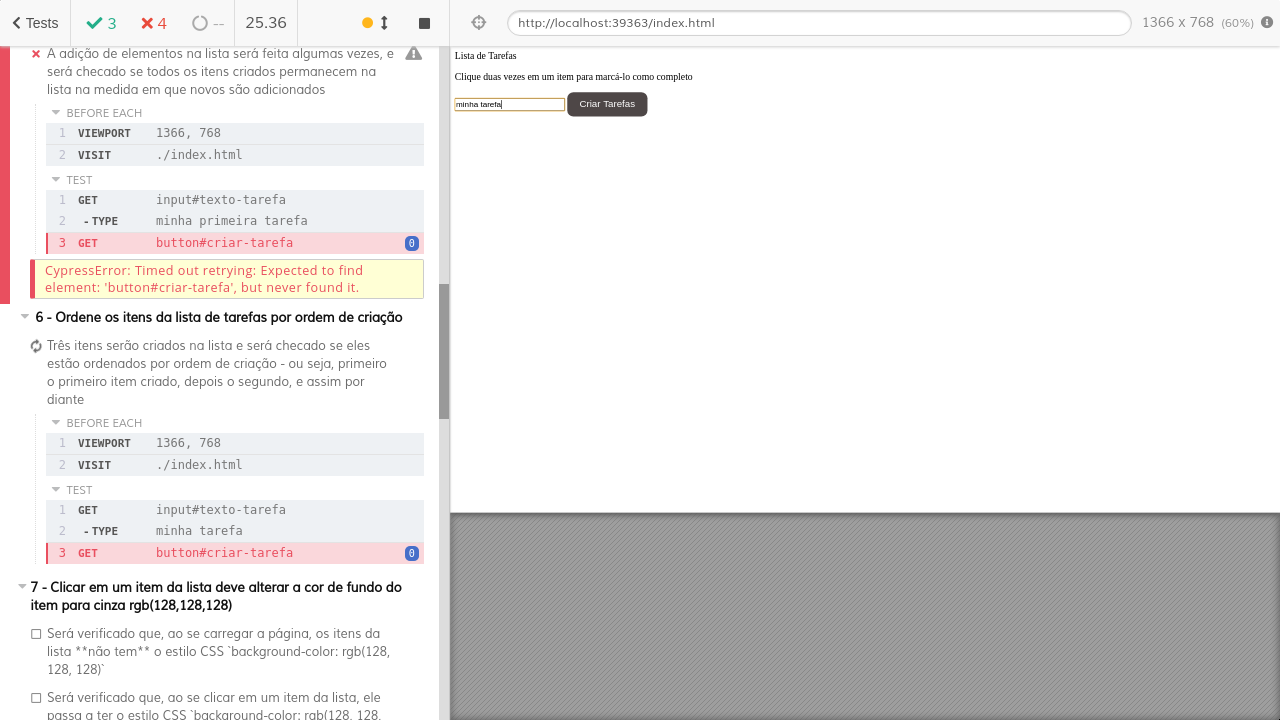 Tests 3 4 -- 25.36
http://localhost:39363/index.html 1366 x 768 (60%)
A adição de elementos na lista será feita algumas vezes, e
será checado se todos os itens criados permecem na
lista na medida em que novos são adicionados
BEFORE EACH
1 VIEWPORT 1366, 768
2 VISIT ./index.html
TEST
1 GET input#texto-tarefa
2 -TYPE minha primeira tarefa
3 GET button#criar-tarefa 0
CypressError: Timed out retrying: Expected to find
element: 'button#criar-tarefa', but never found it.
6 - Ordene os itens da lista de tarefas por ordem de criação
Três itens serão criados na lista e será checado se eles
estão ordenados por ordem de criação - ou seja, primeiro
o primeiro item criado, depois o segundo, e assim por
diante
BEFORE EACH
1 VIEWPORT 1366, 768
2 VISIT ./index.html
TEST
1 GET input#texto-tarefa
2 -TYPE minha tarefa
3 GET button#criar-tarefa 0
7 - Clicar em um item da lista deve alterar a cor de fundo do
item para cinza rgb(128,128,128)
Será verificado que, ao se carregar a página, os itens da
lista **não tem** o estilo CSS `background-color: rgb(128,
128, 128)`
Será verificado que, ao se clicar em um item da lista, ele
passa a ter o estilo CSS `background-color: rgb(128, 128,
Lista de Tarefas
Clique duas vezes em um item para marcá-lo como completo
minha tarefa Criar Tarefas